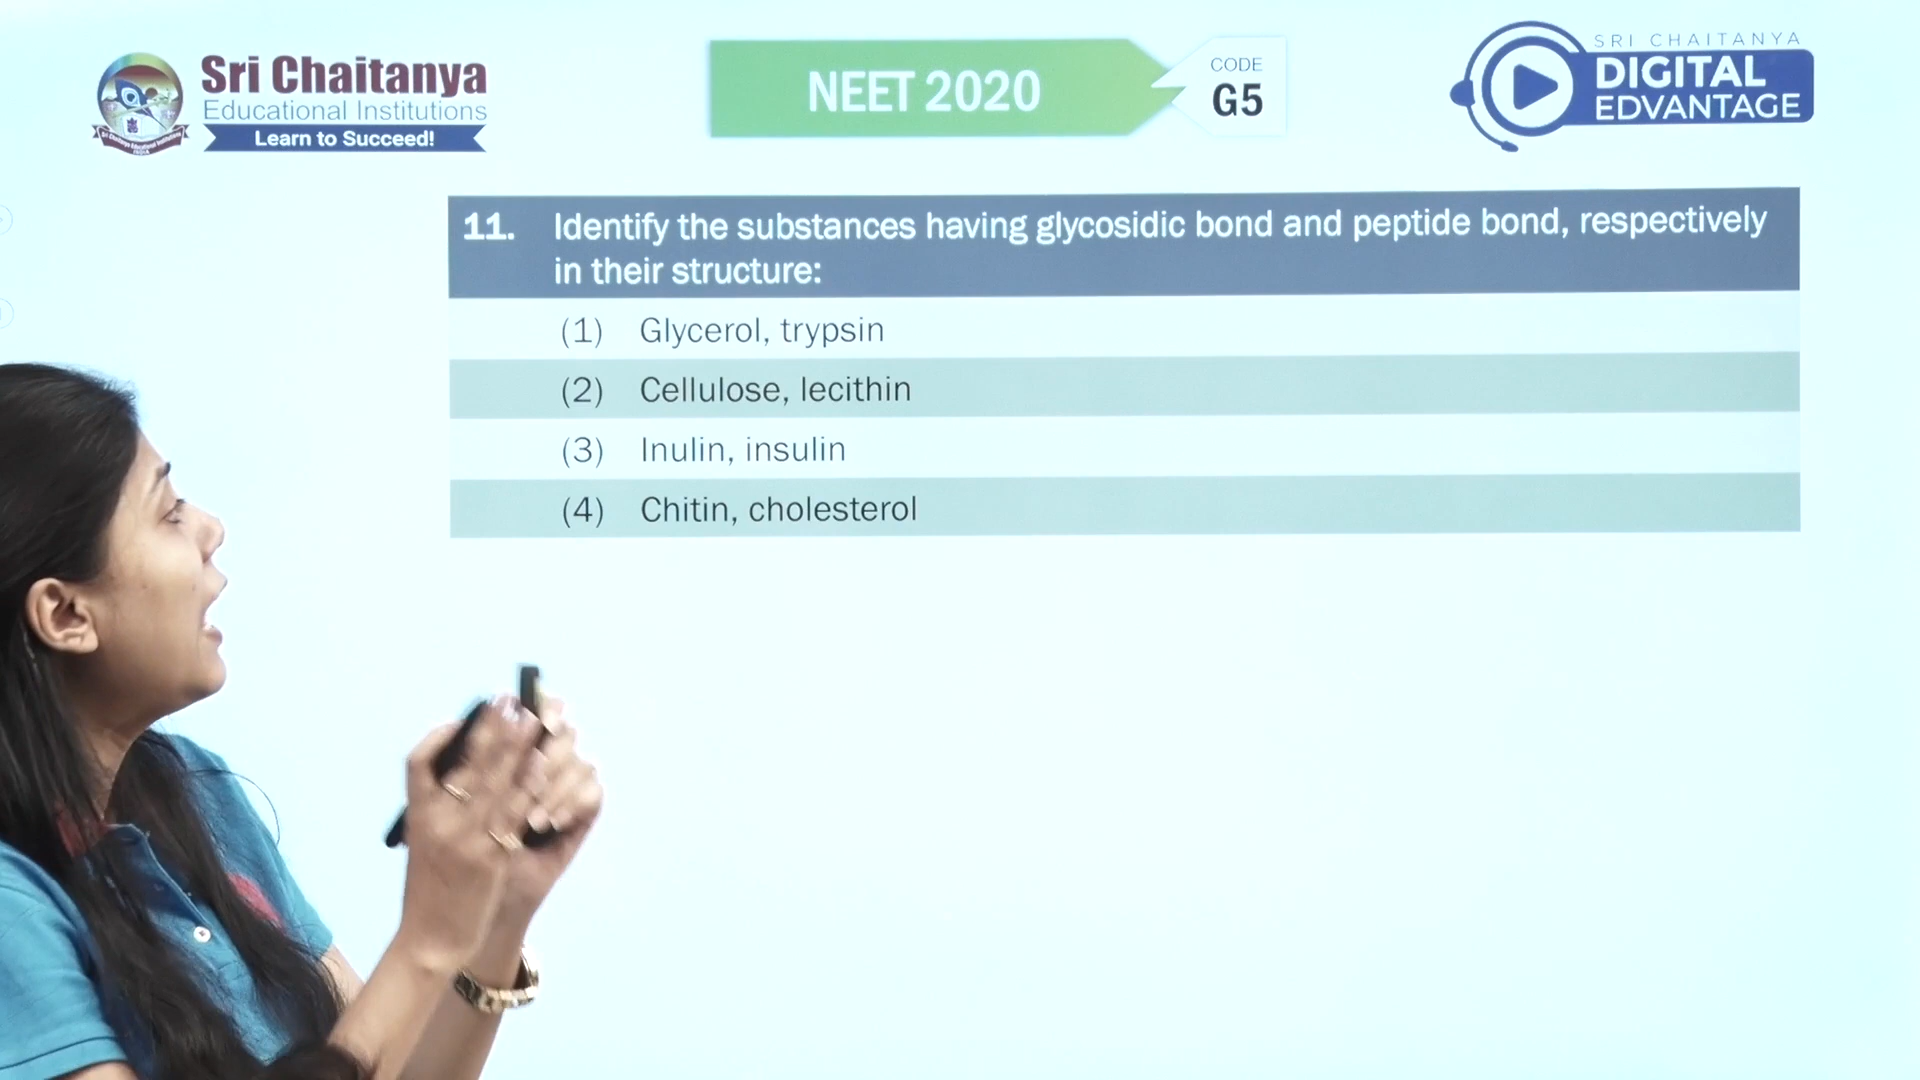 Sri Chaitanya
Educational Institutions
Learn to Succeed!
NEET 2020
CODE
G5
SRI CHAITANYA
DIGITAL
EDVANTAGE
11. Identify the substances having glycosidic bond and peptide bond, respectively
in their structure:
(1) Glycerol, trypsin
(2) Cellulose, lecithin
(3) Inulin, insulin
(4) Chitin, cholesterol